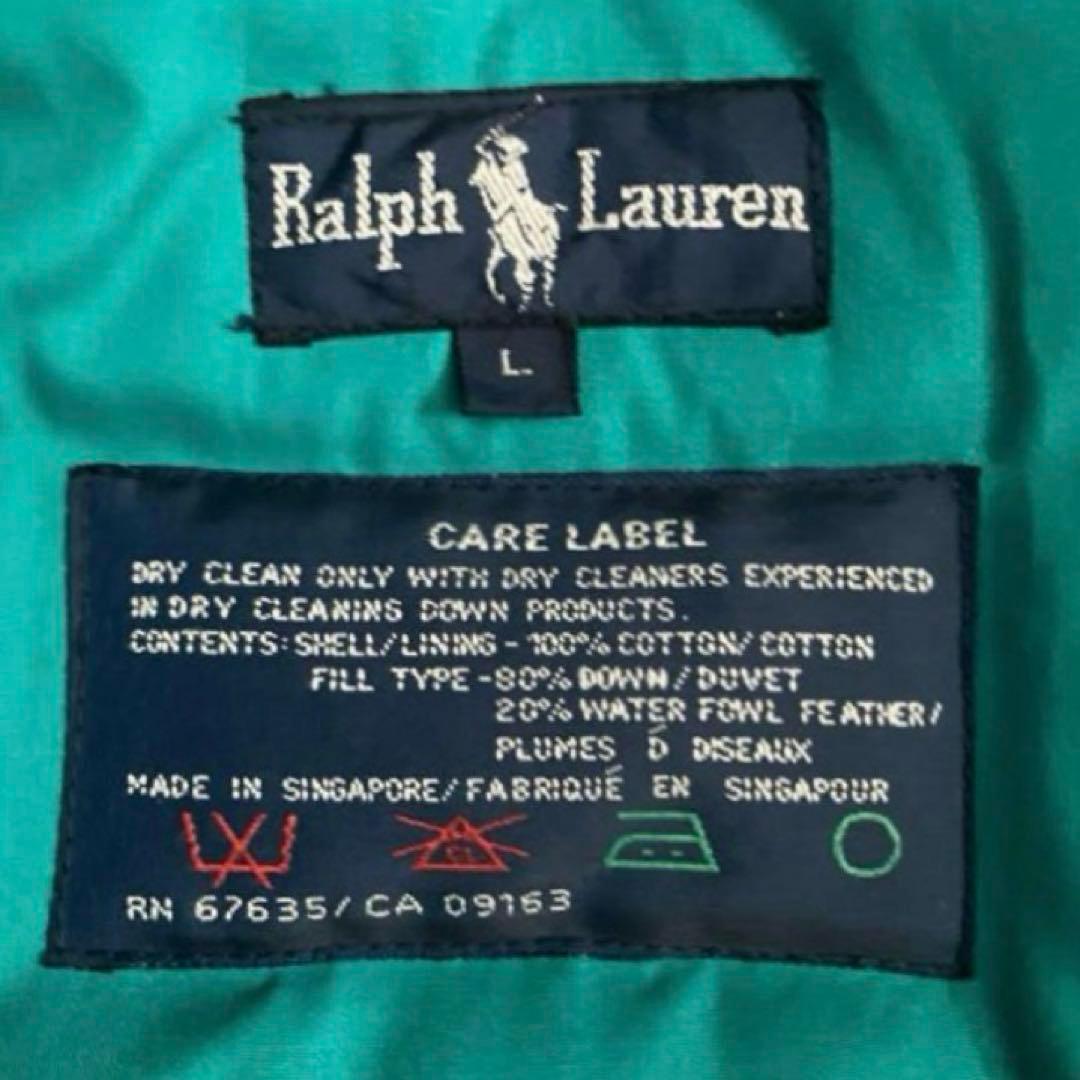 Ralph Lauren
L.
CARE LABEL
DRY CLEAN ONLY WITH DRY CLEANERS EXPERIENCED
IN DRY CLEANING DOWN PRODUCTS.
CONTENTS: SHELL/LINING - 100% COTTON/COTTON
FILL TYPE - 80% DOWN/DUVET
20% WATER FOWL FEATHER/
PLUMES D́ DISEAUX
MADE IN SINGAPORE/FABRIQUÉ EN SINGAPOUR
CL
RN 67635/ CA 09163